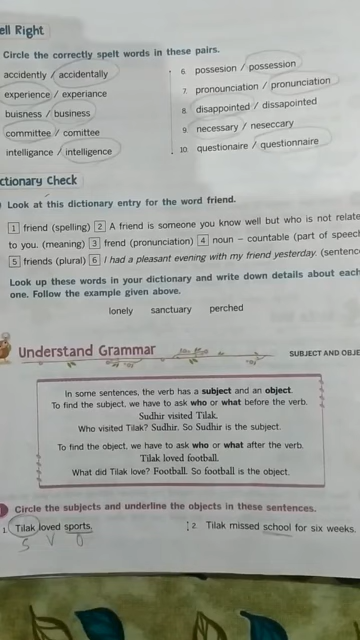 ell Right
Circle the correctly spelt words in these pairs.
accidently / accidentally
experience / experiance
buisness / business
committee / comittee
intelligance / intelligence
6. possesion / possession
7. pronounciation / pronunciation
8. disappointed / dissapointed
9. necessary / neseccary
10. questionaire / questionnaire
ctionary Check
Look at this dictionary entry for the word friend.
1 friend (spelling) 2 A friend is someone you know well but who is not relate
to you. (meaning) 3 frend (pronunciation) 4 noun – countable (part of speech
5 friends (plural) 6 I had a pleasant evening with my friend yesterday. (sentenc
Look up these words in your dictionary and write down details about each
one. Follow the example given above.
lonely sanctuary perched
Understand Grammar
SUBJECT AND OBJE
In some sentences, the verb has a subject and an object.
To find the subject, we have to ask who or what before the verb.
Sudhir visited Tilak.
Who visited Tilak? Sudhir. So Sudhir is the subject.
To find the object, we have to ask who or what after the verb.
Tilak loved football.
What did Tilak love? Football. So football is the object.
Circle the subjects and underline the objects in these sentences.
1. Tilak loved sports.
2. Tilak missed school for six weeks.
S V O